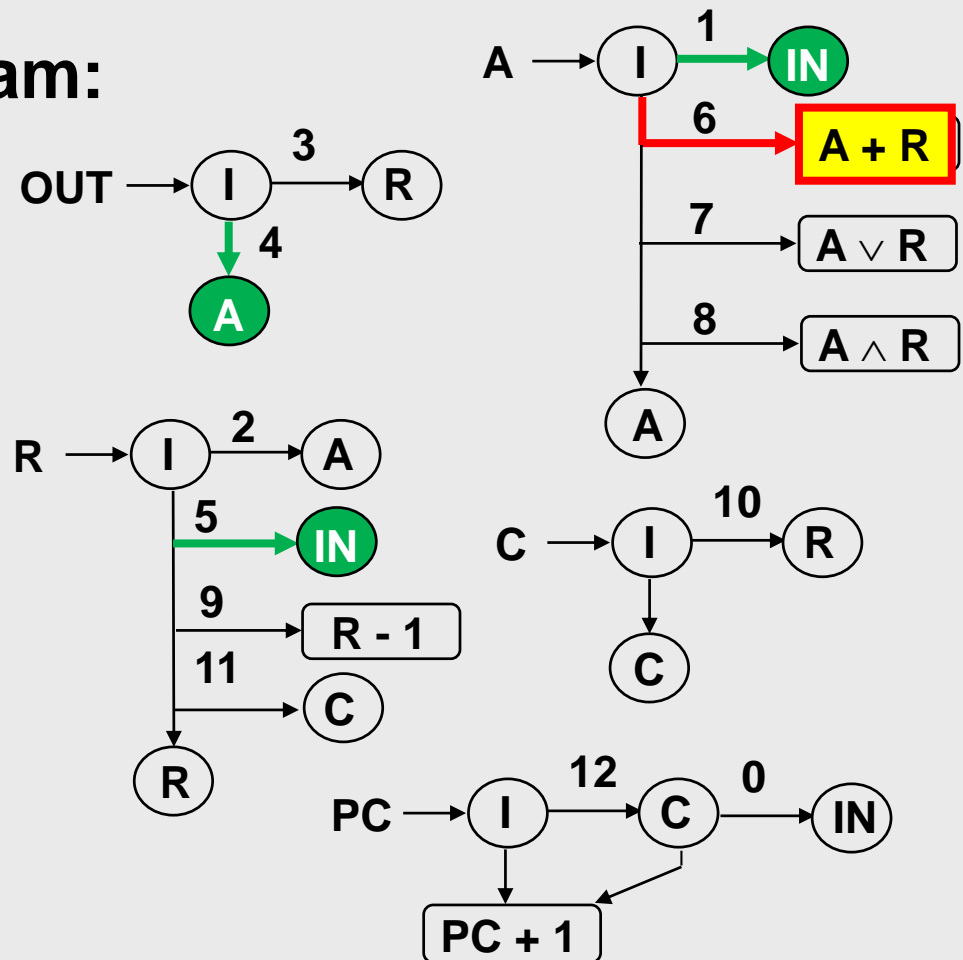 am:
OUT I 3 R
4
A
A I 1 IN
6 A + R
7 A ∨ R
8 A ∧ R
A
R I 2 A
5 IN
9 R - 1
11 C
R
C I 10 R
C
PC I 12 C 0 IN
PC + 1